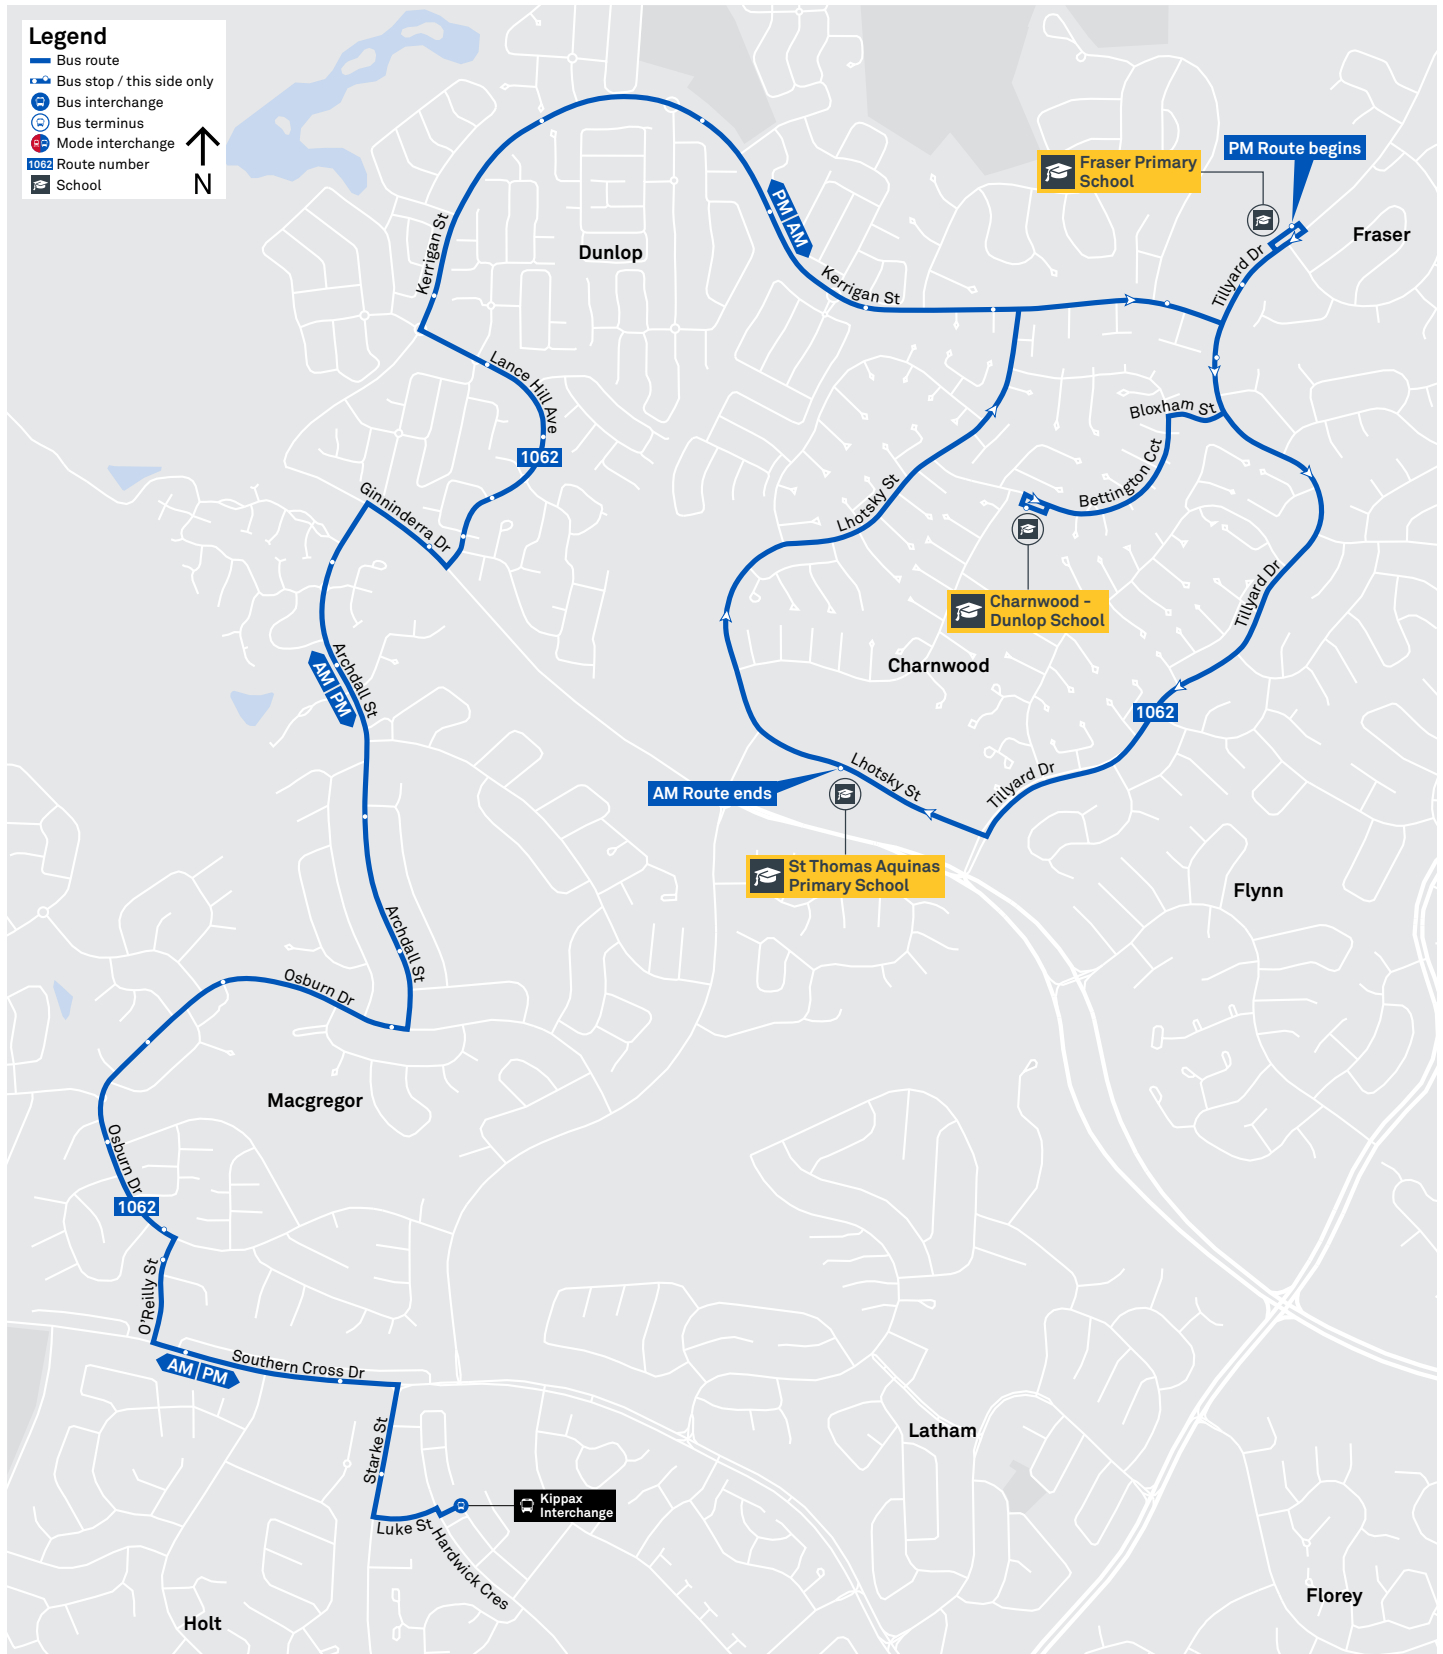 Legend
Bus route
Bus stop / this side only
Bus interchange
Bus terminus
Mode interchange
1062 Route number
School
N
PM Route begins
Fraser Primary
School
Fraser
Tillyard Dr
PM AM
Dunlop
Kerrigan St
Kerrigan St
Lance Hill Ave
1062
Bloxham St
Bettington Cct
Lhotsky St
Ginninderra Dr
Charnwood -
Dunlop School
Tillyard Dr
Charnwood
Archdall St
AM PM
1062
Lhotsky St
Tillyard Dr
AM Route ends
St Thomas Aquinas
Primary School
Flynn
Archdall St
Osburn Dr
Macgregor
Osburn Dr
1062
O'Reilly St
Southern Cross Dr
AM PM
Starke St
Latham
Kippax
Interchange
Luke St
Hardwick Cres
Florey
Holt